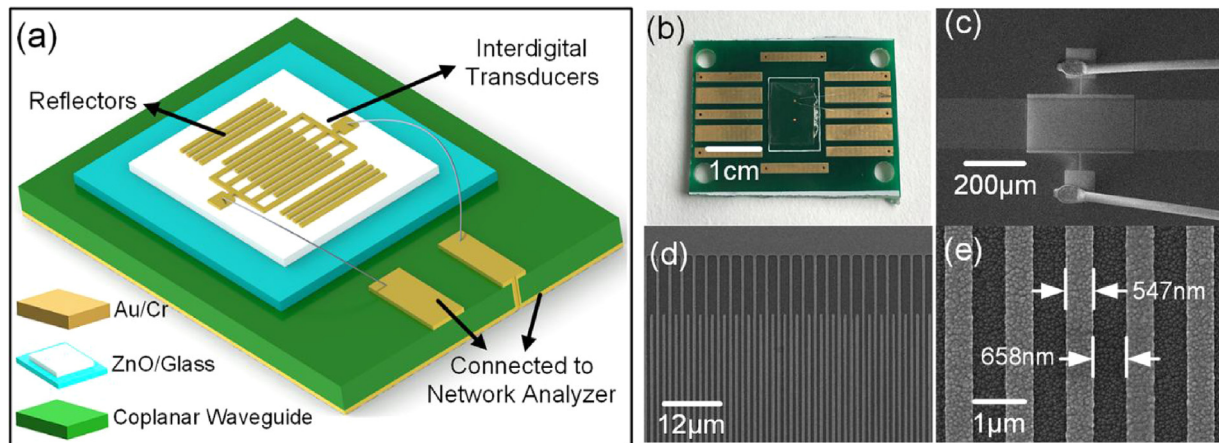 (a)
Interdigital
Transducers
Reflectors
Au/Cr
ZnO/Glass
Coplanar Waveguide
Connected to
Network Analyzer
(b)
1cm
(c)
200μm
(d)
12μm
(e)
547nm
658nm
1μm